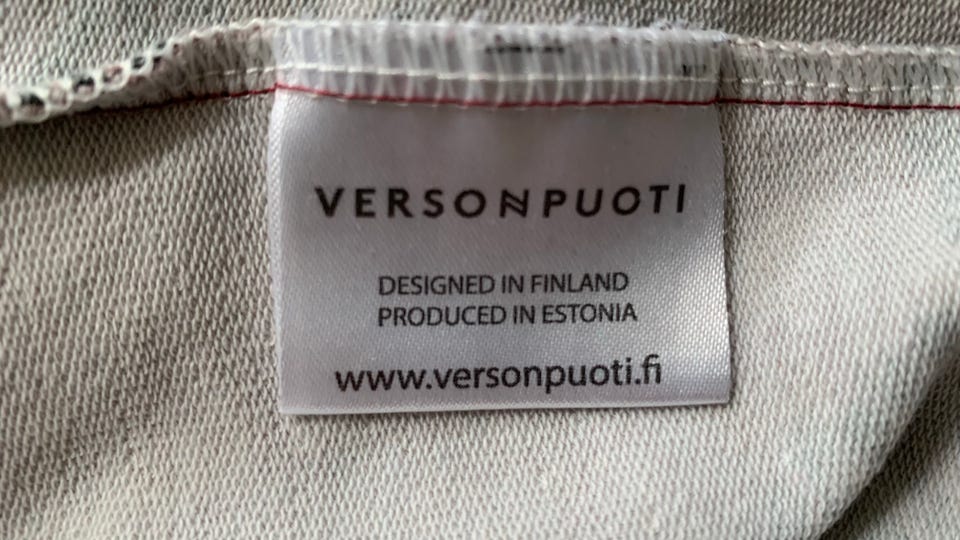 VERSONPUOTI
DESIGNED IN FINLAND
PRODUCED IN ESTONIA
www.versonpuoti.fi